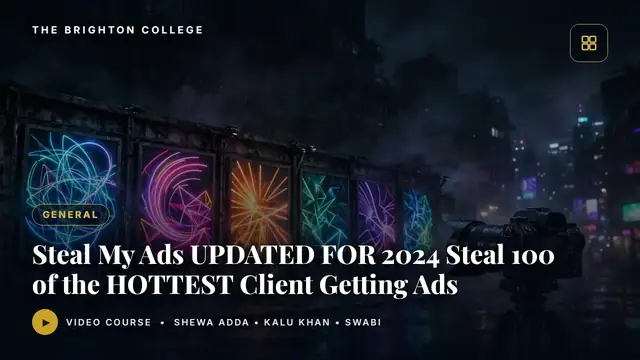 THE BRIGHTON COLLEGE
GENERAL
Steal My Ads UPDATED FOR 2024 Steal 100
of the HOTTEST Client Getting Ads
VIDEO COURSE • SHEWA ADDA • KALU KHAN • SWABI